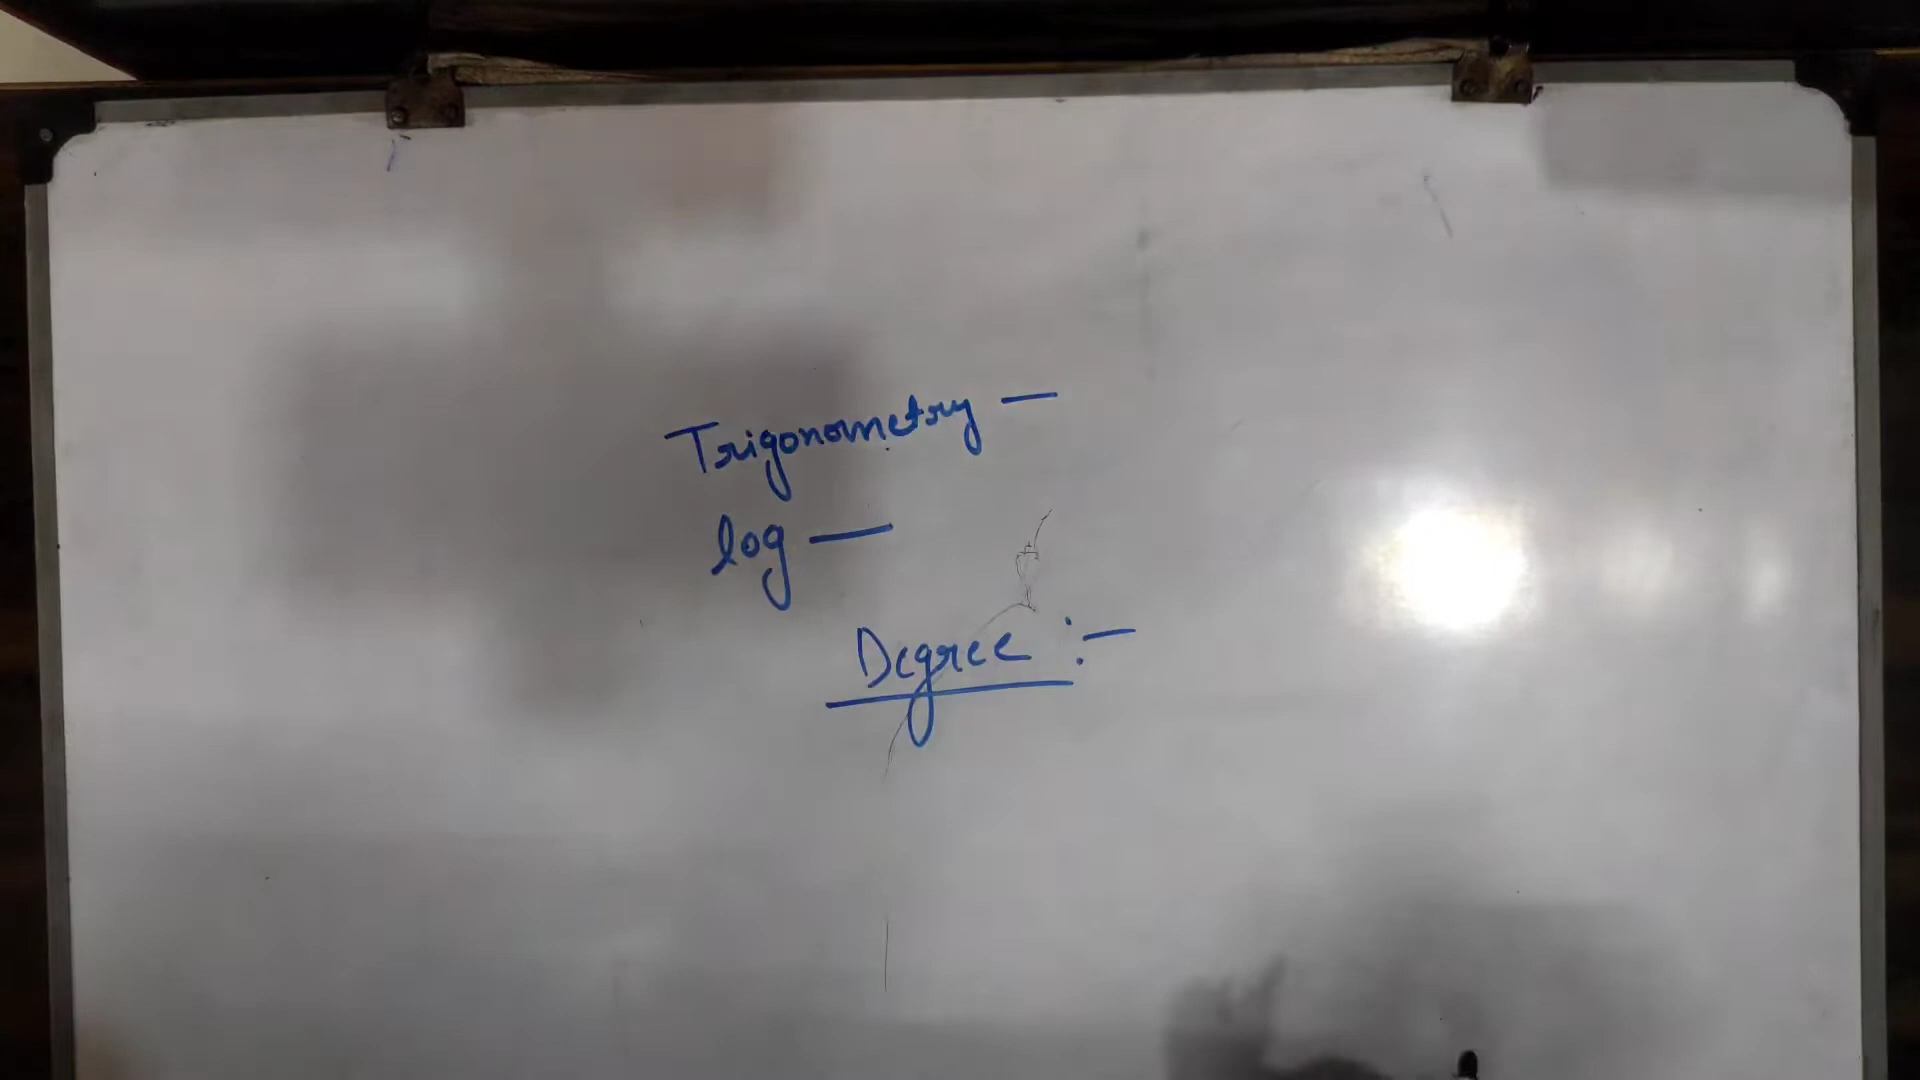 Trigonometry —
log —
Degree :-